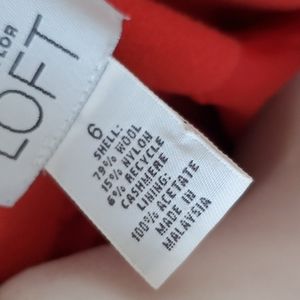 LOFT
6
SHELL:
79% WOOL
15% NYLON
6% RECYCLE
CASHMERE
LINING:
100% ACETATE
MADE IN
MALAYSIA